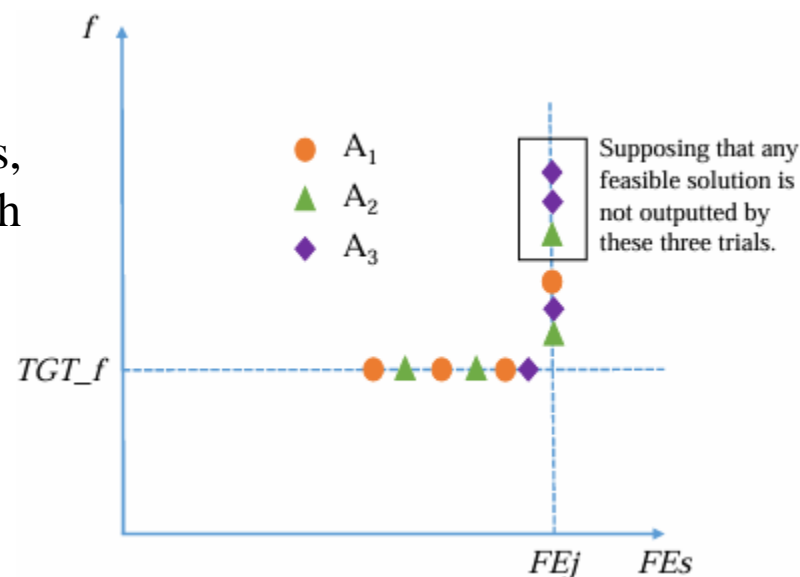 f
s,
h
A1
A2
A3
Supposing that any
feasible solution is
not outputted by
these three trials.
TGT_f
FEj
FEs